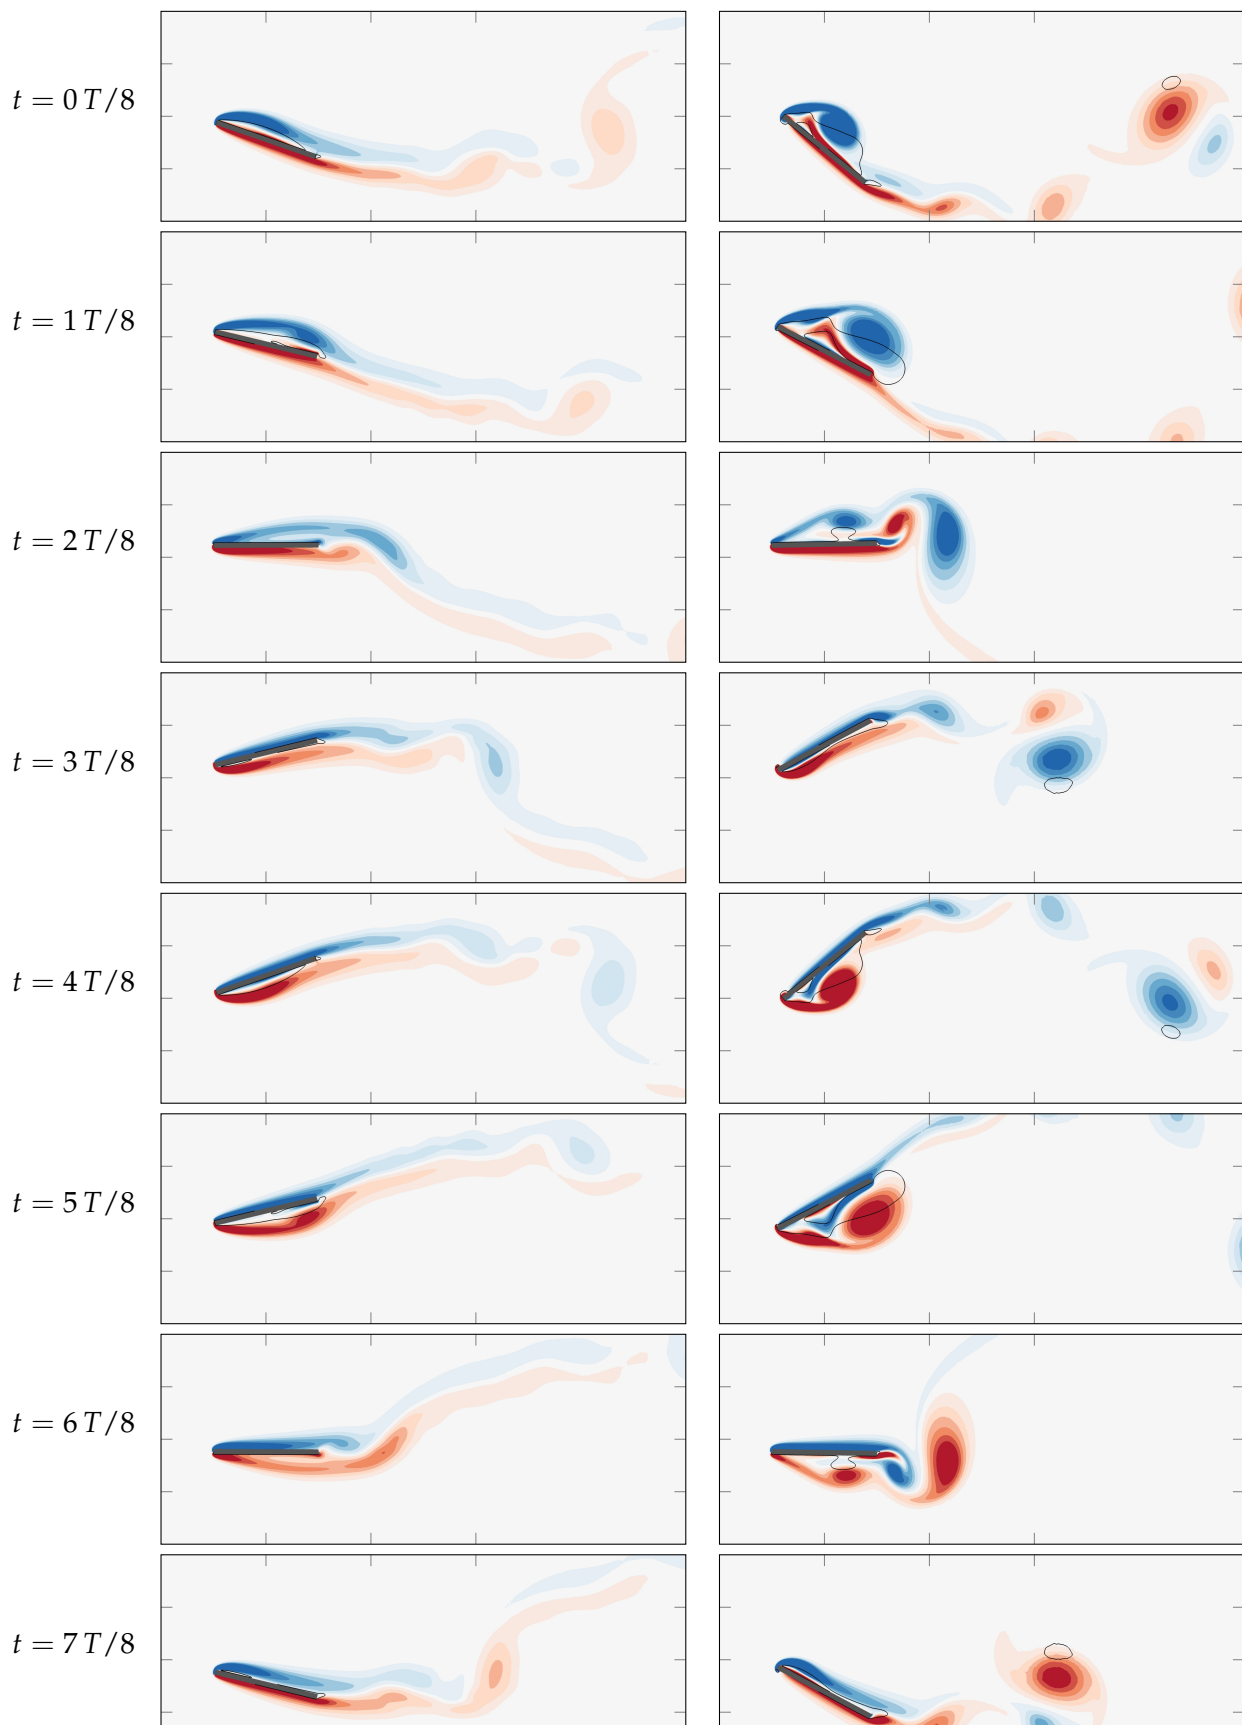 t = 0 T/8
t = 1 T/8
t = 2 T/8
t = 3 T/8
t = 4 T/8
t = 5 T/8
t = 6 T/8
t = 7 T/8